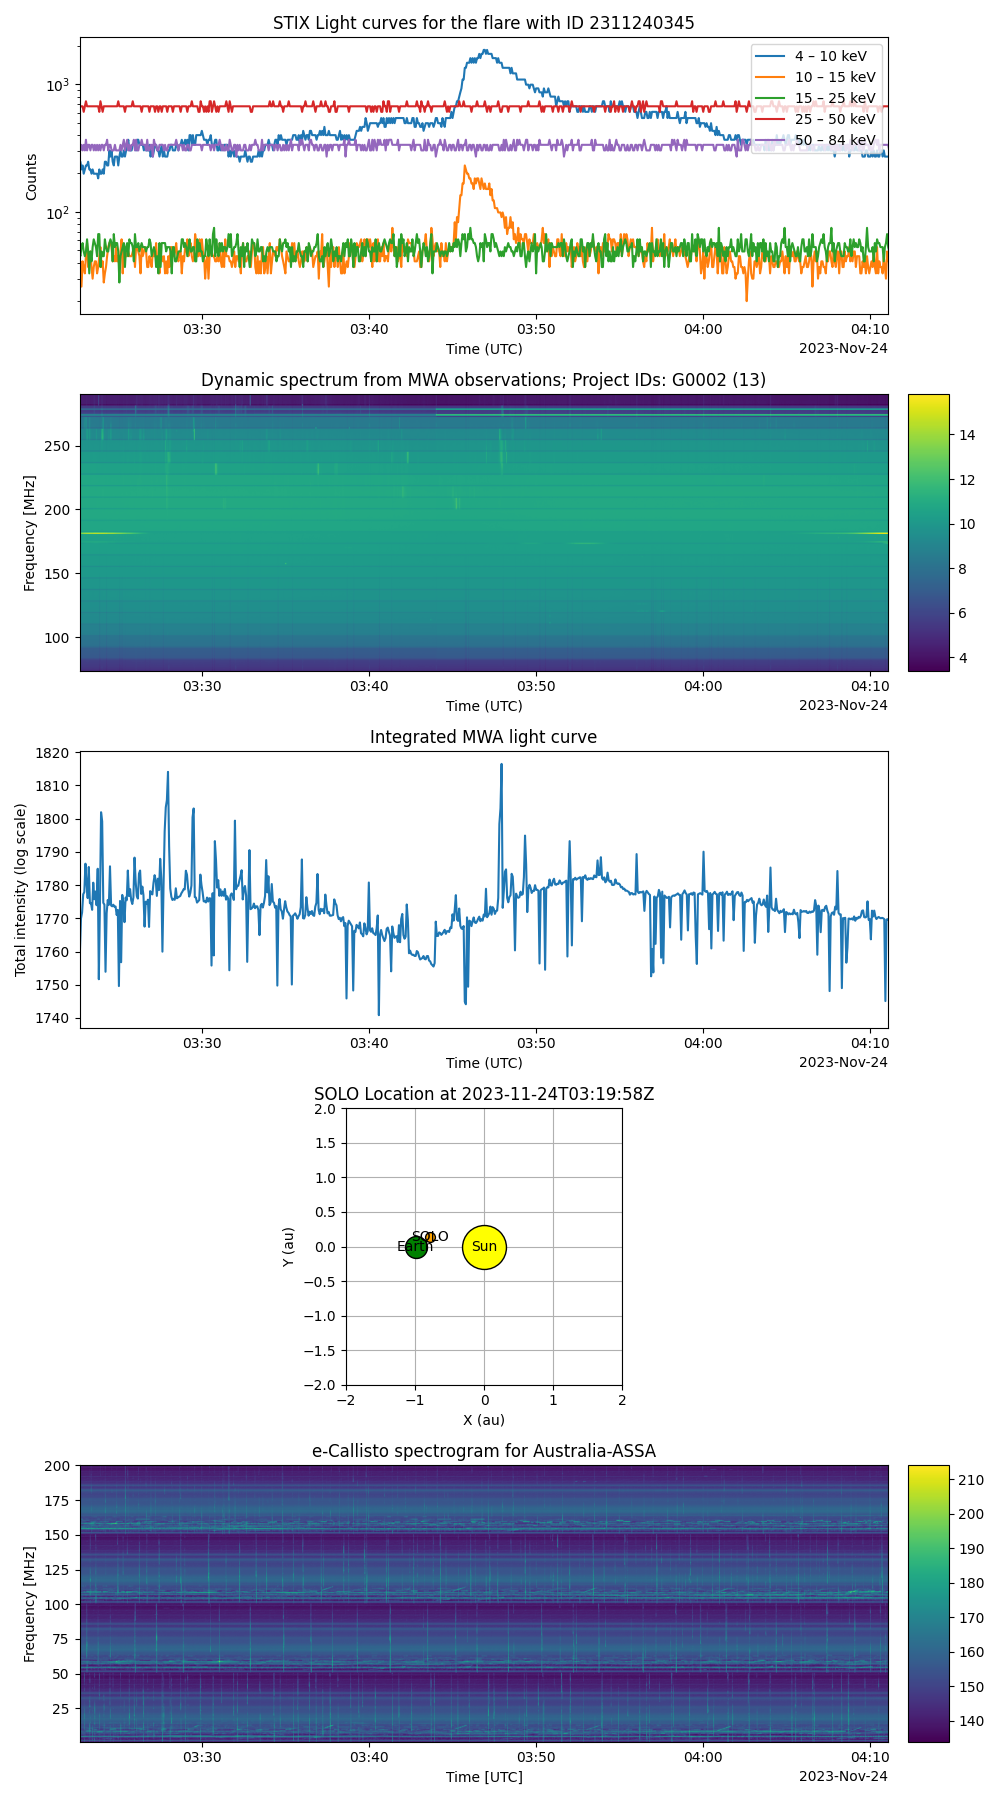 STIX Light curves for the flare with ID 2311240345
10³
10²
Counts
4 – 10 keV
10 – 15 keV
15 – 25 keV
25 – 50 keV
50 – 84 keV
03:30 03:40 03:50 04:00 04:10
Time (UTC)
2023-Nov-24
Dynamic spectrum from MWA observations; Project IDs: G0002 (13)
250
200
150
100
Frequency [MHz]
14
12
10
8
6
4
03:30 03:40 03:50 04:00 04:10
Time (UTC)
2023-Nov-24
Integrated MWA light curve
1820
1810
1800
1790
1780
1770
1760
1750
1740
Total intensity (log scale)
03:30 03:40 03:50 04:00 04:10
Time (UTC)
2023-Nov-24
SOLO Location at 2023-11-24T03:19:58Z
2.0
1.5
1.0
0.5
0.0
−0.5
−1.0
−1.5
−2.0
Y (au)
SOLO
Earth
Sun
−2 −1 0 1 2
X (au)
e-Callisto spectrogram for Australia-ASSA
200
175
150
125
100
75
50
25
Frequency [MHz]
210
200
190
180
170
160
150
140
03:30 03:40 03:50 04:00 04:10
Time [UTC]
2023-Nov-24